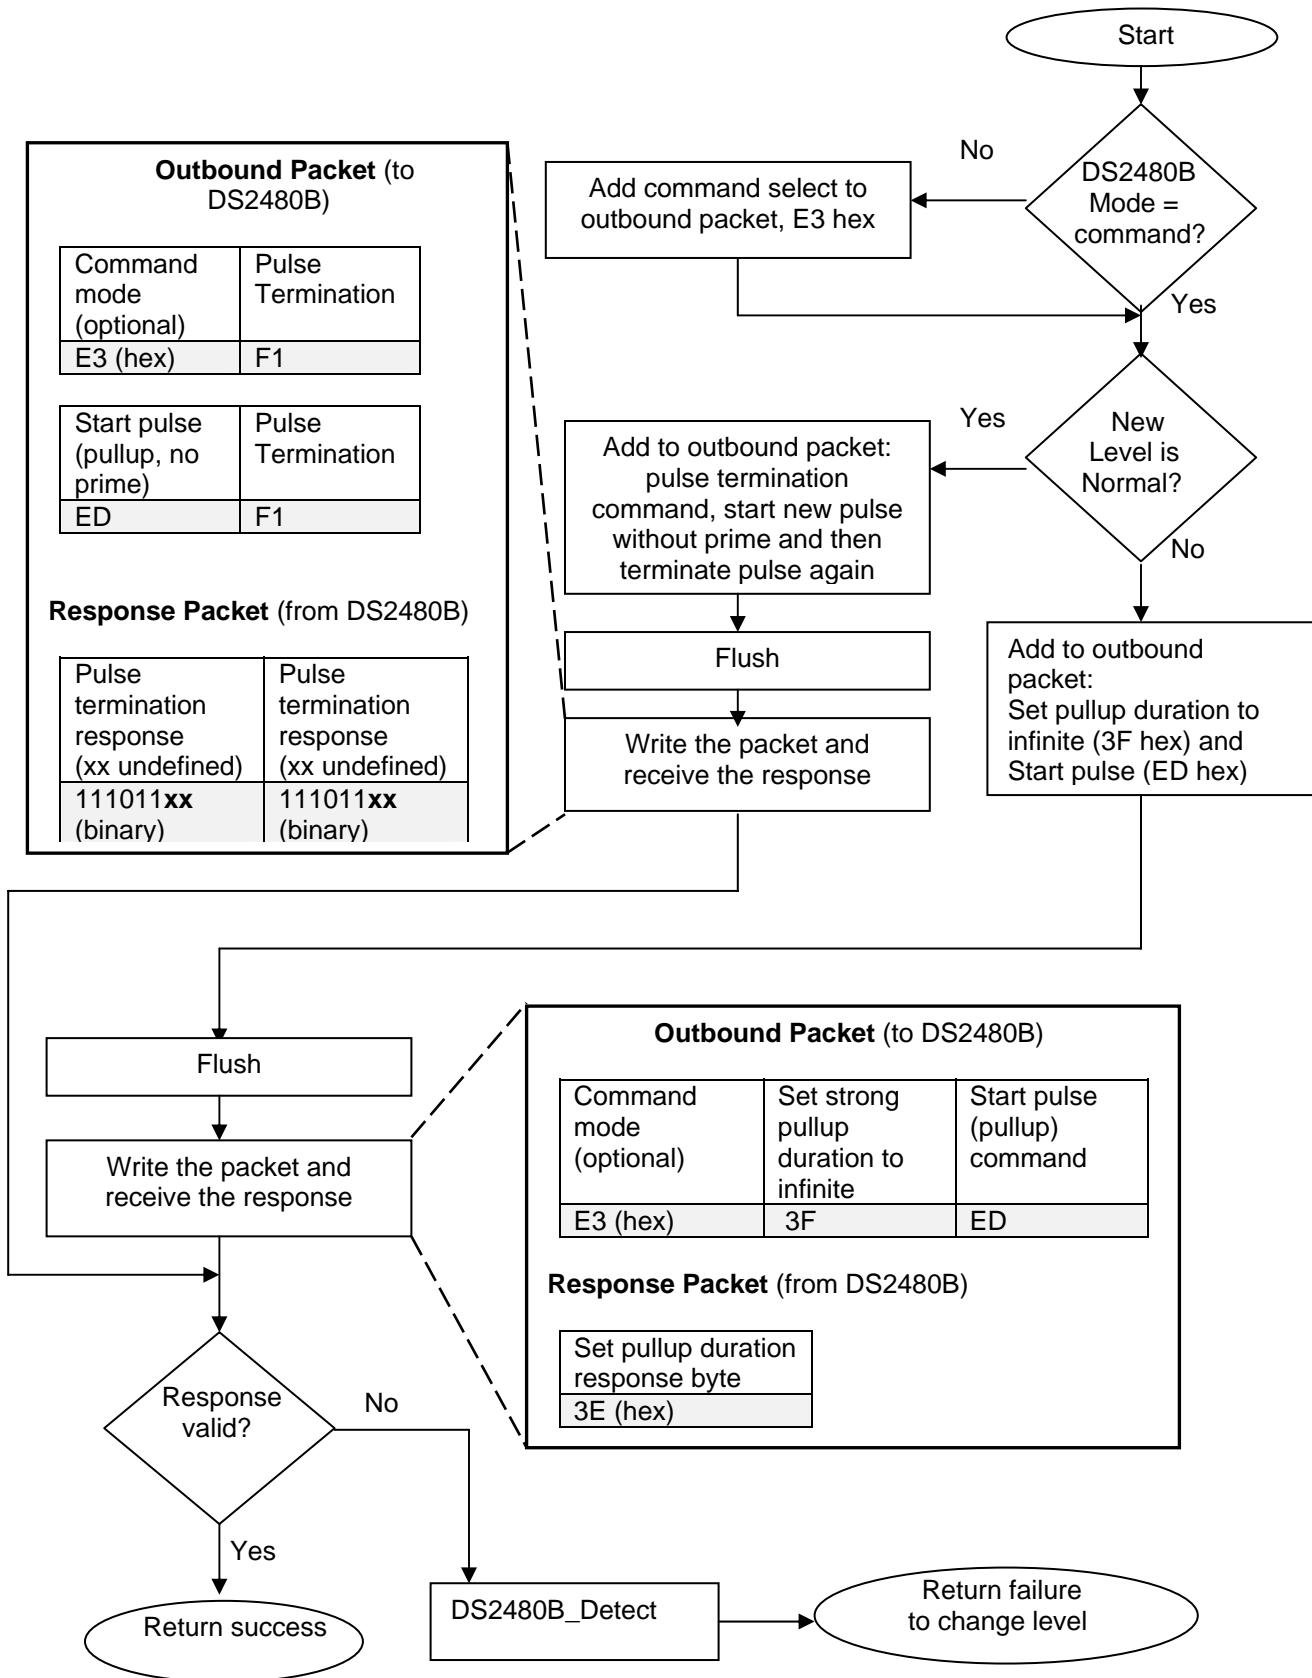 Start
DS2480B
Mode =
command?
No
Yes
Add command select to
outbound packet, E3 hex
New
Level is
Normal?
Yes
No
Add to outbound packet:
pulse termination
command, start new pulse
without prime and then
terminate pulse again
Flush
Write the packet and
receive the response
Outbound Packet (to
DS2480B)
Command
mode
(optional)
Pulse
Termination
E3 (hex)
F1
Start pulse
(pullup, no
prime)
Pulse
Termination
ED
F1
Response Packet (from DS2480B)
Pulse
termination
response
(xx undefined)
Pulse
termination
response
(xx undefined)
111011xx
(binary)
111011xx
(binary)
Add to outbound
packet:
Set pullup duration to
infinite (3F hex) and
Start pulse (ED hex)
Flush
Write the packet and
receive the response
Outbound Packet (to DS2480B)
Command
mode
(optional)
Set strong
pullup
duration to
infinite
Start pulse
(pullup)
command
E3 (hex)
3F
ED
Response Packet (from DS2480B)
Set pullup duration
response byte
3E (hex)
Response
valid?
No
Yes
Return success
DS2480B_Detect
Return failure
to change level